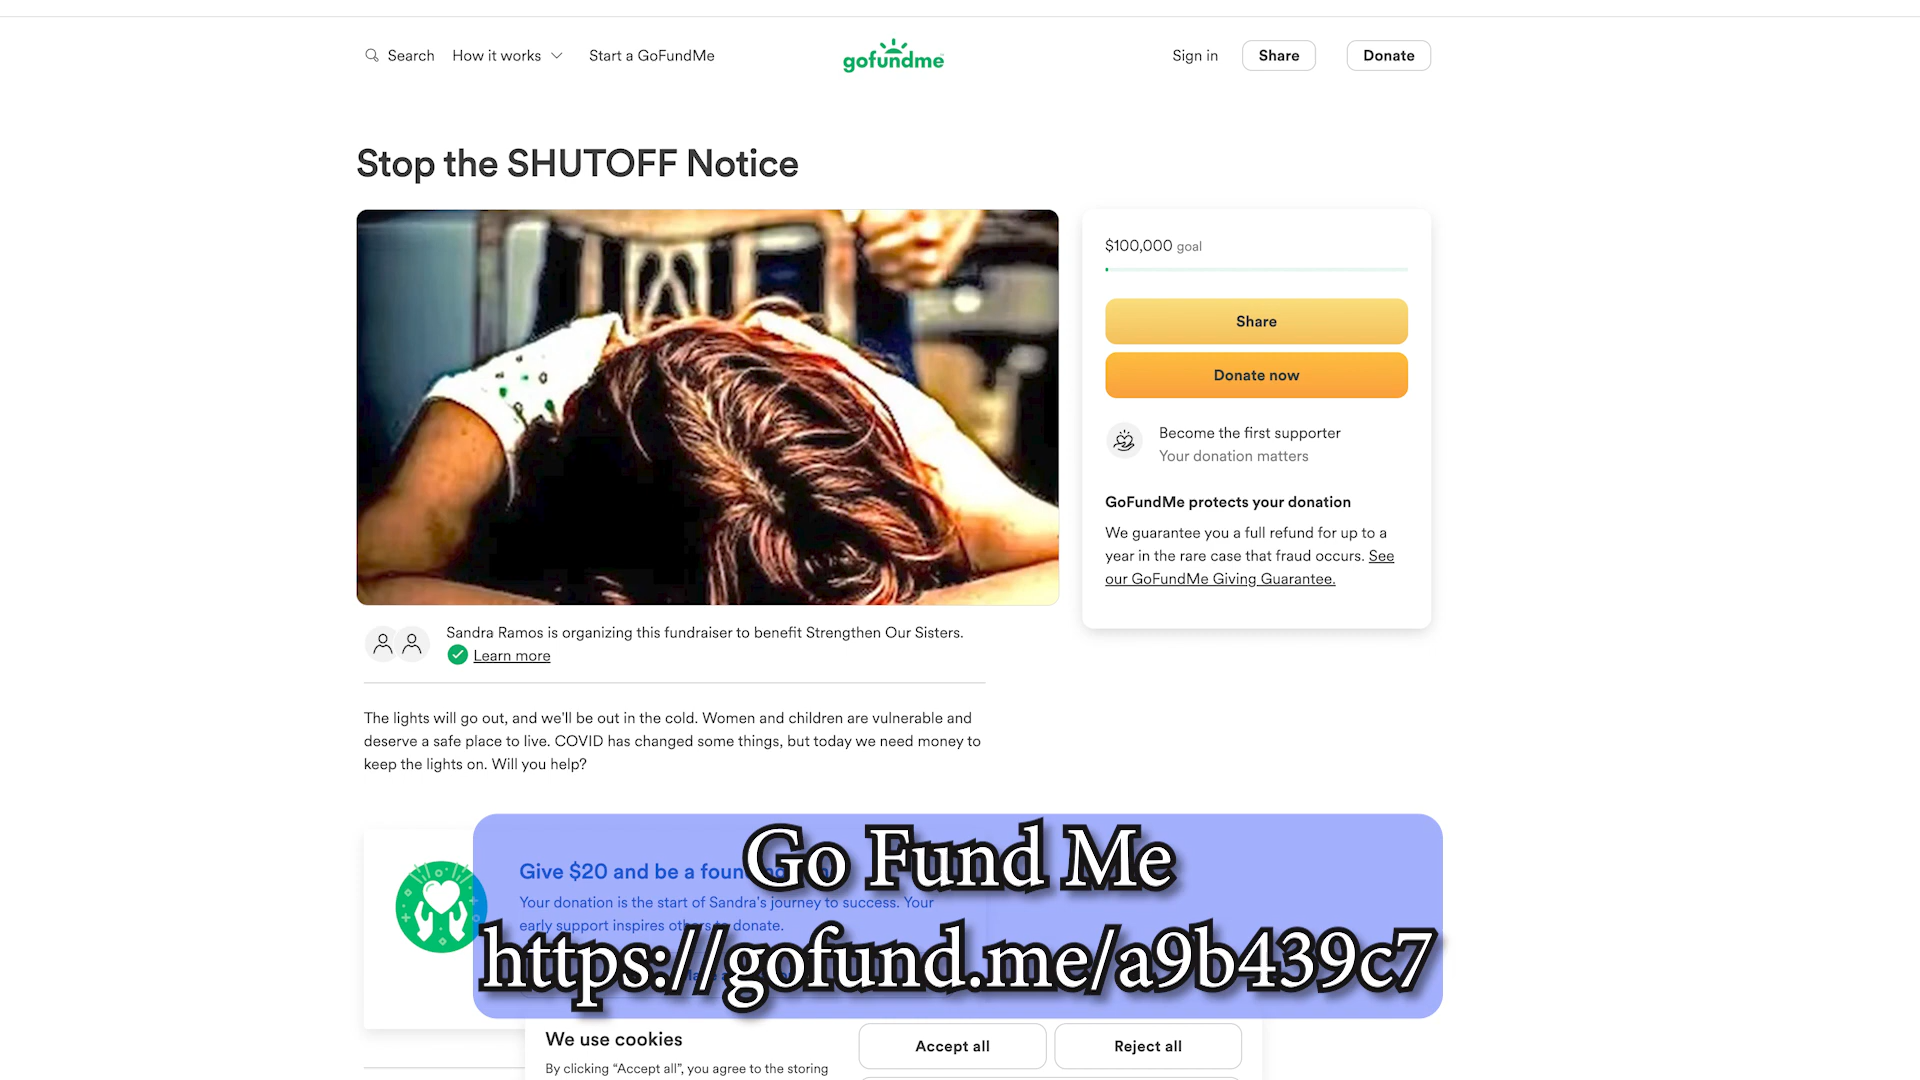 Search How it works Start a GoFundMe gofundme Sign in Share Donate
Stop the SHUTOFF Notice
$100,000 goal
Share
Donate now
Become the first supporter
Your donation matters
GoFundMe protects your donation
We guarantee you a full refund for up to a
year in the rare case that fraud occurs. See
our GoFundMe Giving Guarantee.
Sandra Ramos is organizing this fundraiser to benefit Strengthen Our Sisters.
Learn more
The lights will go out, and we'll be out in the cold. Women and children are vulnerable and
deserve a safe place to live. COVID has changed some things, but today we need money to
keep the lights on. Will you help?
Go Fund Me
Give $20 and be a
Your donation is the start of Sandra's journey to success. Your
early support inspires others to donate.
https://gofund.me/a9b439c7
We use cookies
Accept all Reject all
By clicking “Accept all”, you agree to the storing